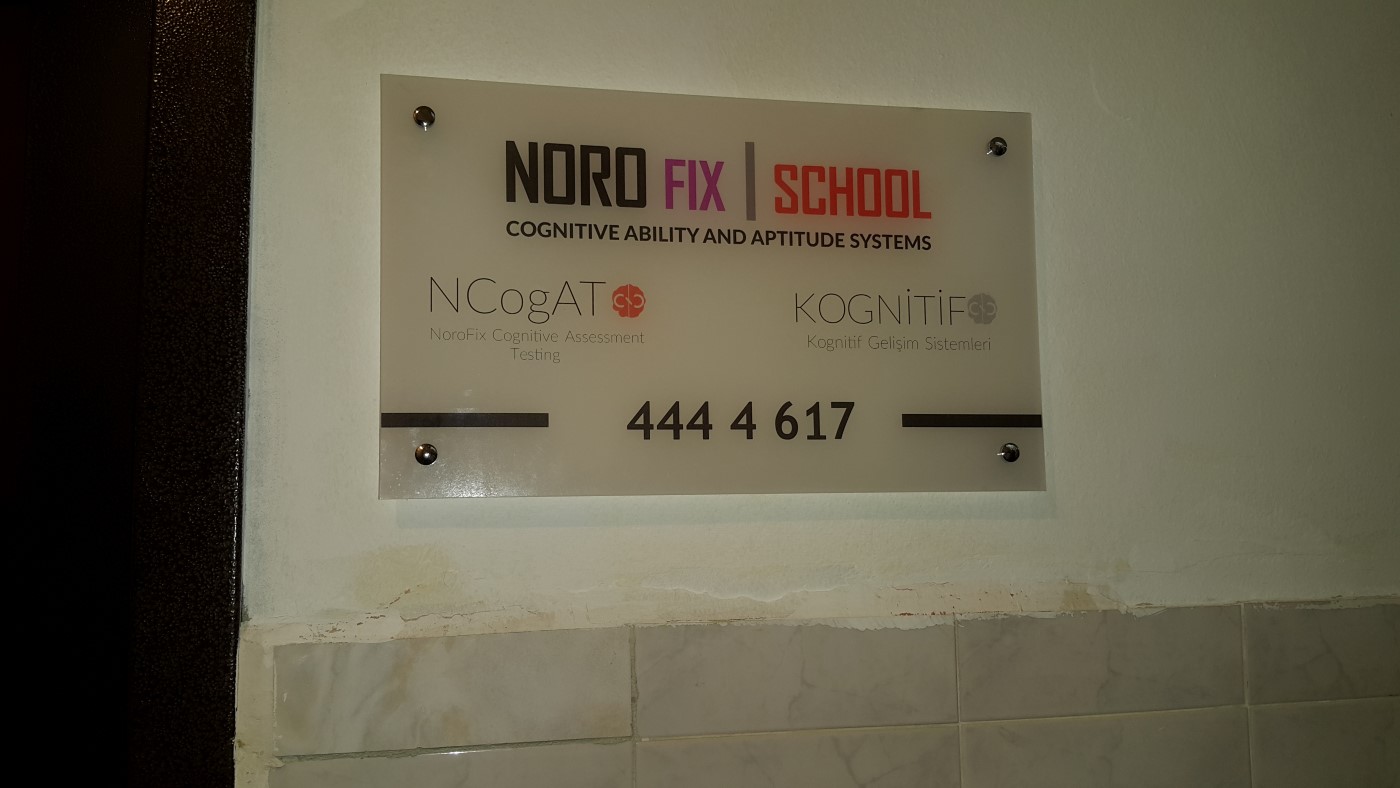 NORO FIX | SCHOOL
COGNITIVE ABILITY AND APTITUDE SYSTEMS
NCogAT
NoroFix Cognitive Assessment
Testing
KOGNİTİF
Kognitif Gelişim Sistemleri
444 4 617